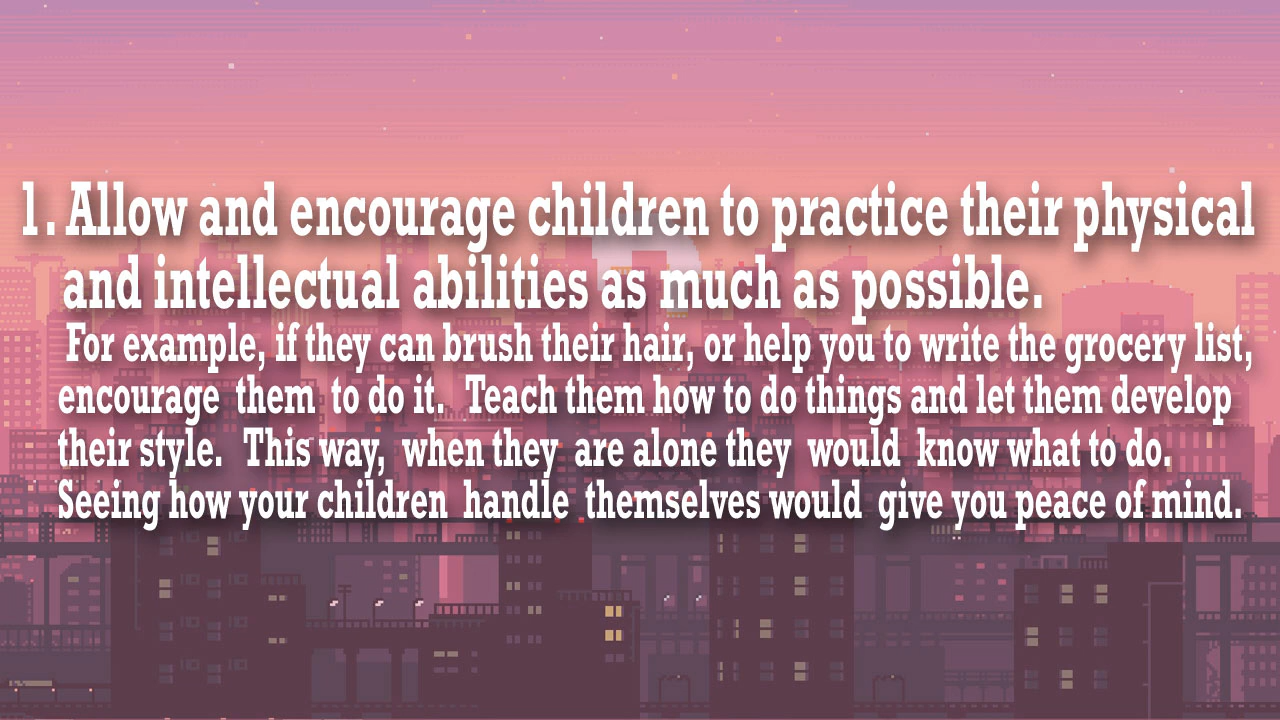 1. Allow and encourage children to practice their physical
and intellectual abilities as much as possible.
For example, if they can brush their hair, or help you to write the grocery list,
encourage them to do it. Teach them how to do things and let them develop
their style. This way, when they are alone they would know what to do.
Seeing how your children handle themselves would give you peace of mind.